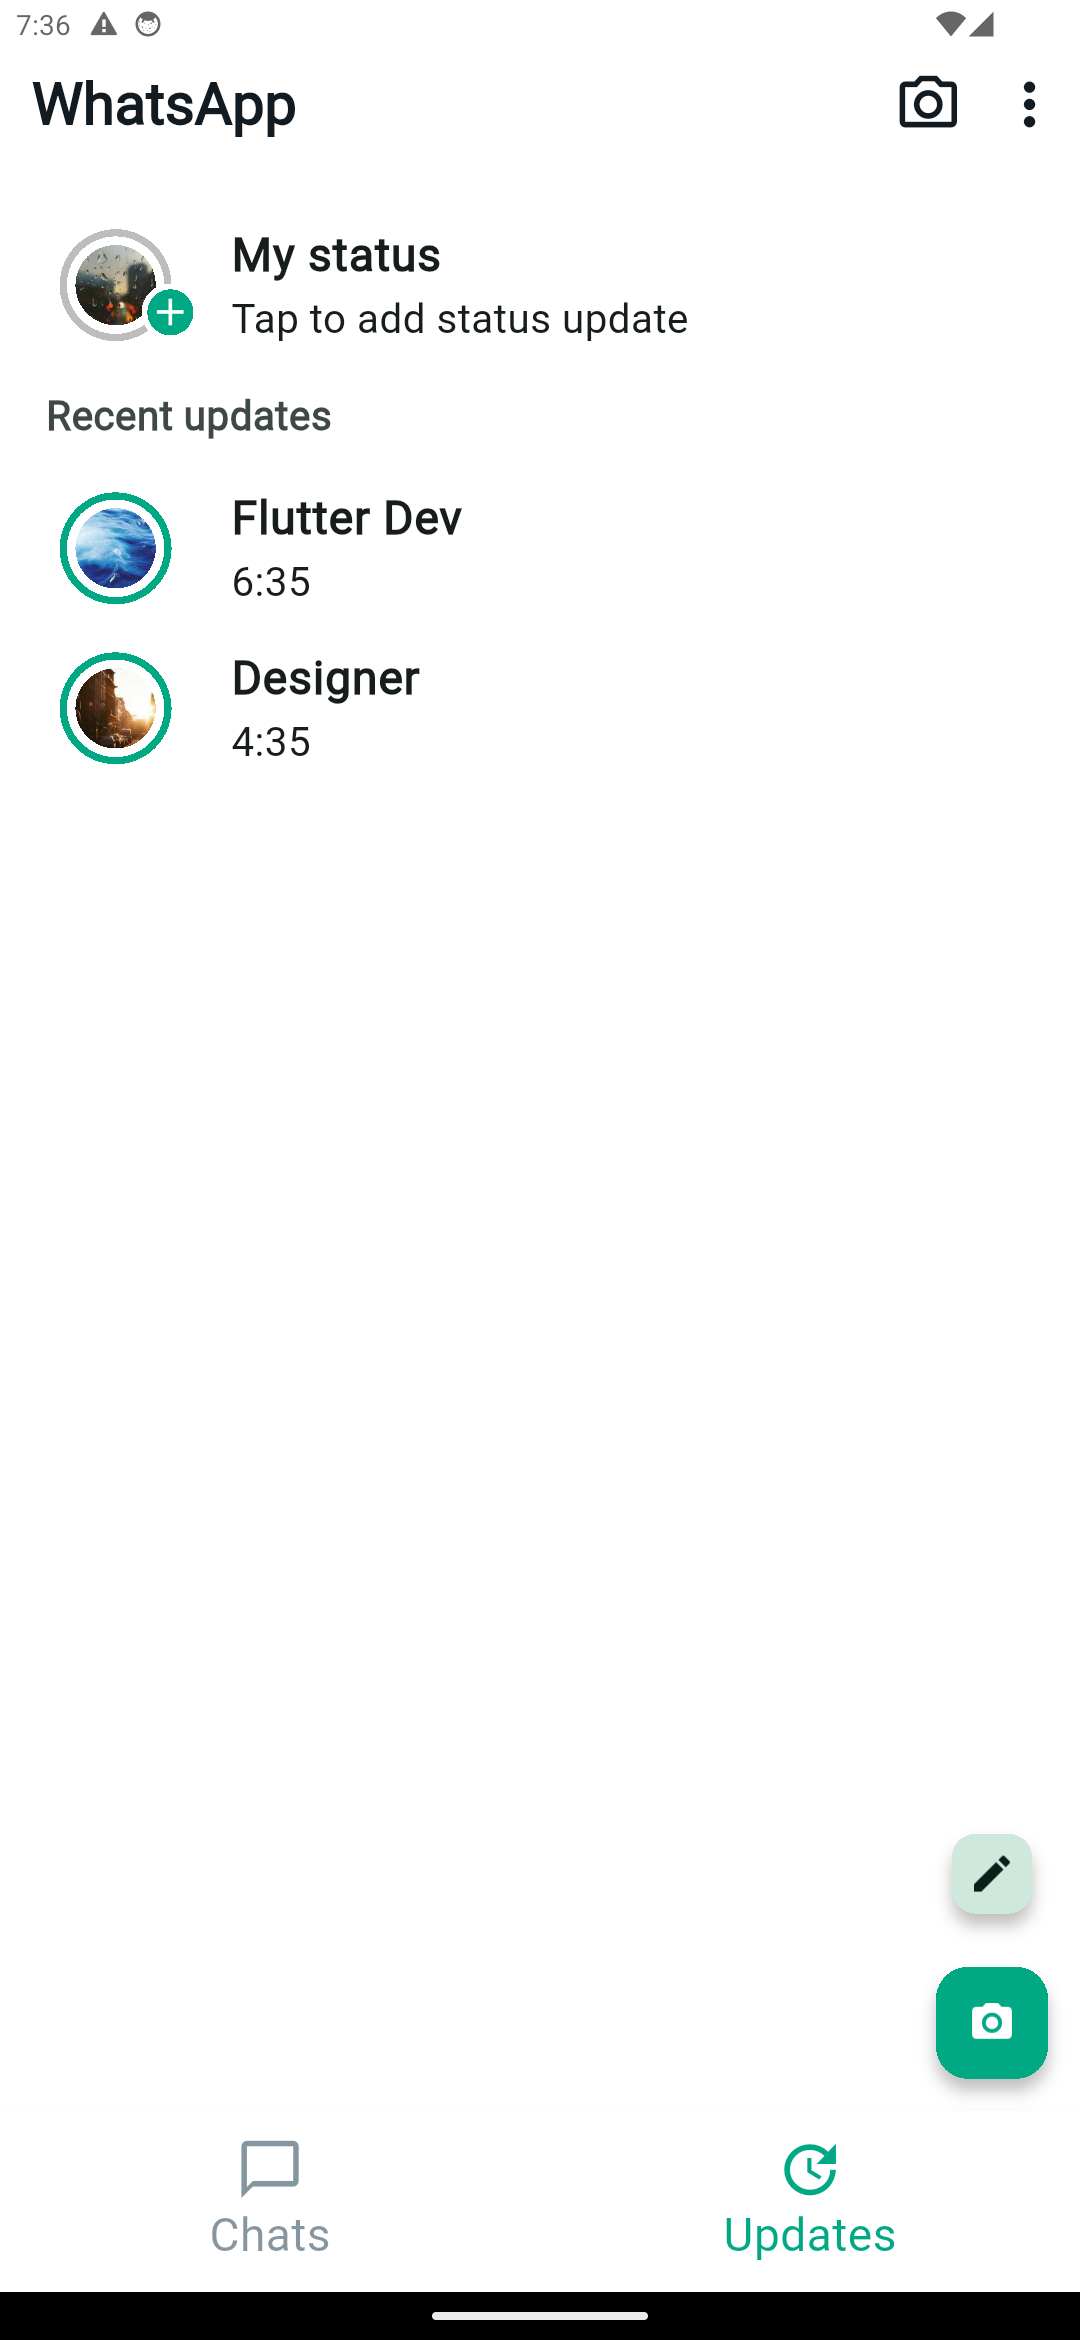 7:36
WhatsApp
My status
Tap to add status update
Recent updates
Flutter Dev
6:35
Designer
4:35
Chats
Updates